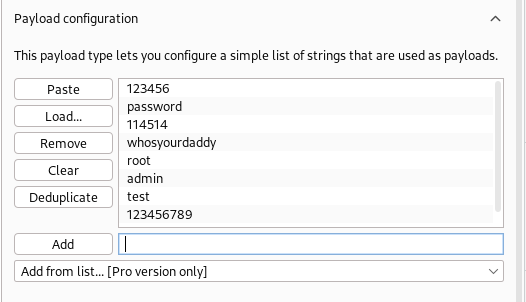 Payload configuration
This payload type lets you configure a simple list of strings that are used as payloads.
Paste
Load...
Remove
Clear
Deduplicate
123456
password
114514
whosyourdaddy
root
admin
test
123456789
Add
Add from list... [Pro version only]